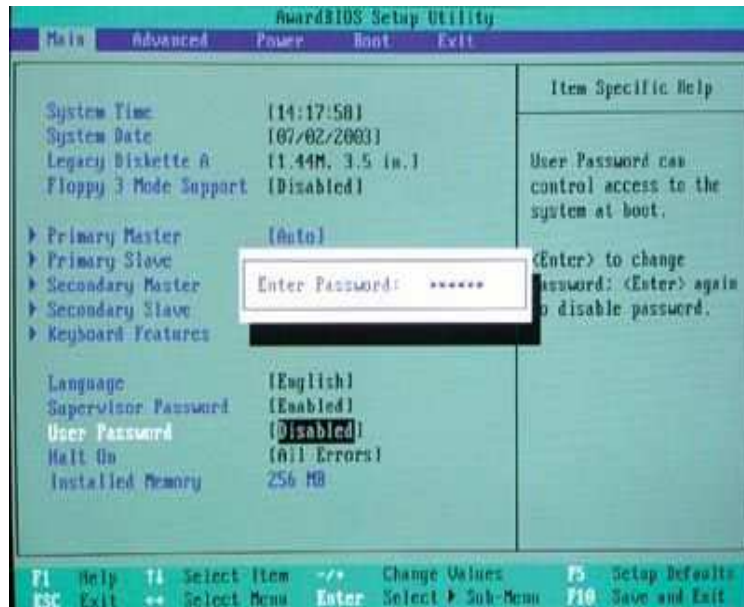 AwardBIOS Setup Utility
Main Advanced Power Boot Exit
System Time [14:17:58]
System Date [07/02/2003]
Legacy Diskette A [1.44M, 3.5 in.]
Floppy 3 Mode Support [Disabled]
Primary Master [Auto]
Primary Slave
Secondary Master
Secondary Slave
Keyboard Features
Enter Password: ******
Language [English]
Supervisor Password [Enabled]
User Password [Disabled]
Halt On [All Errors]
Installed Memory 256 MB
Item Specific Help
User Password can
control access to the
system at boot.
<Enter> to change
assword: <Enter> again
o disable password.
F1 Help ↑↓ Select Item -/+ Change Values F5 Setup Defaults
ESC Exit ↔ Select Menu Enter Select ▶ Sub-Menu F10 Save and Exit